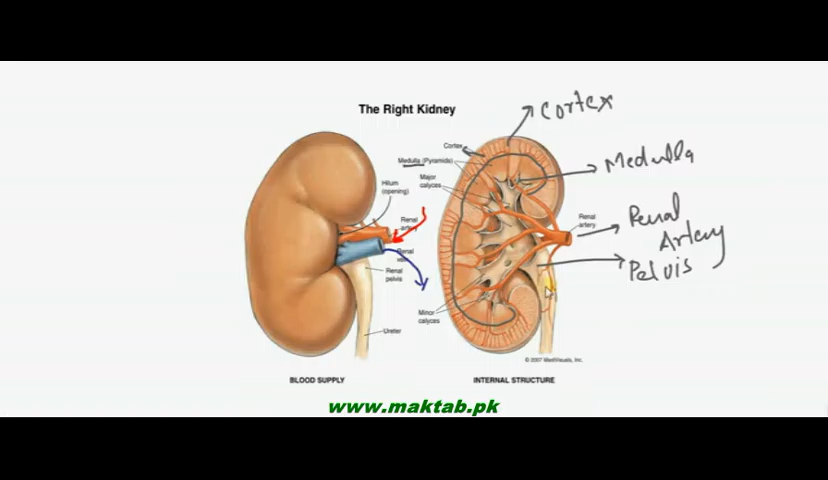 The Right Kidney
Cortex
Medulla
Renal
Artery
Pelvis
Cortex
Medulla (Pyramids)
Major
calyces
Hilum
(opening)
Renal
artery
Renal
vein
Renal
pelvis
Ureter
Renal
artery
Minor
calyces
© 2007 MediVisuals, Inc.
BLOOD SUPPLY
INTERNAL STRUCTURE
www.maktab.pk